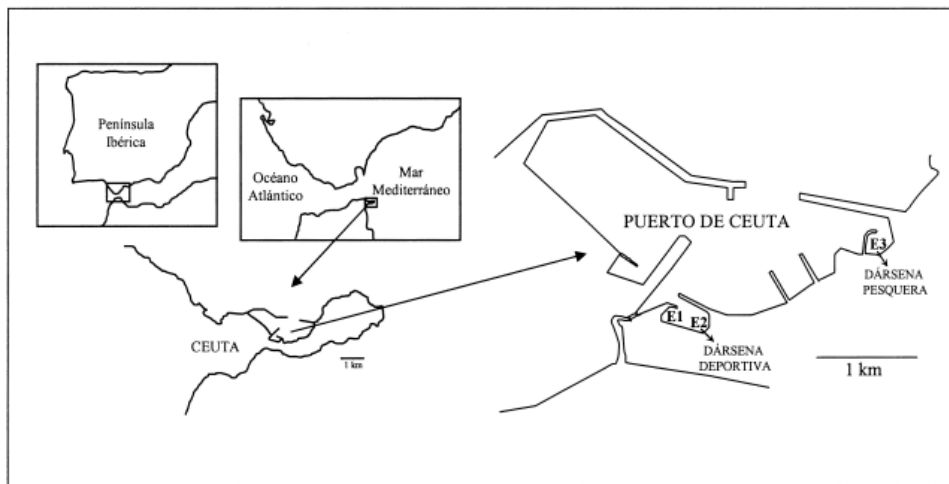 Península
Ibérica
Océano
Atlántico
Mar
Mediterráneo
CEUTA
1 km
PUERTO DE CEUTA
E3
DÁRSENA
PESQUERA
E1
E2
DÁRSENA
DEPORTIVA
1 km